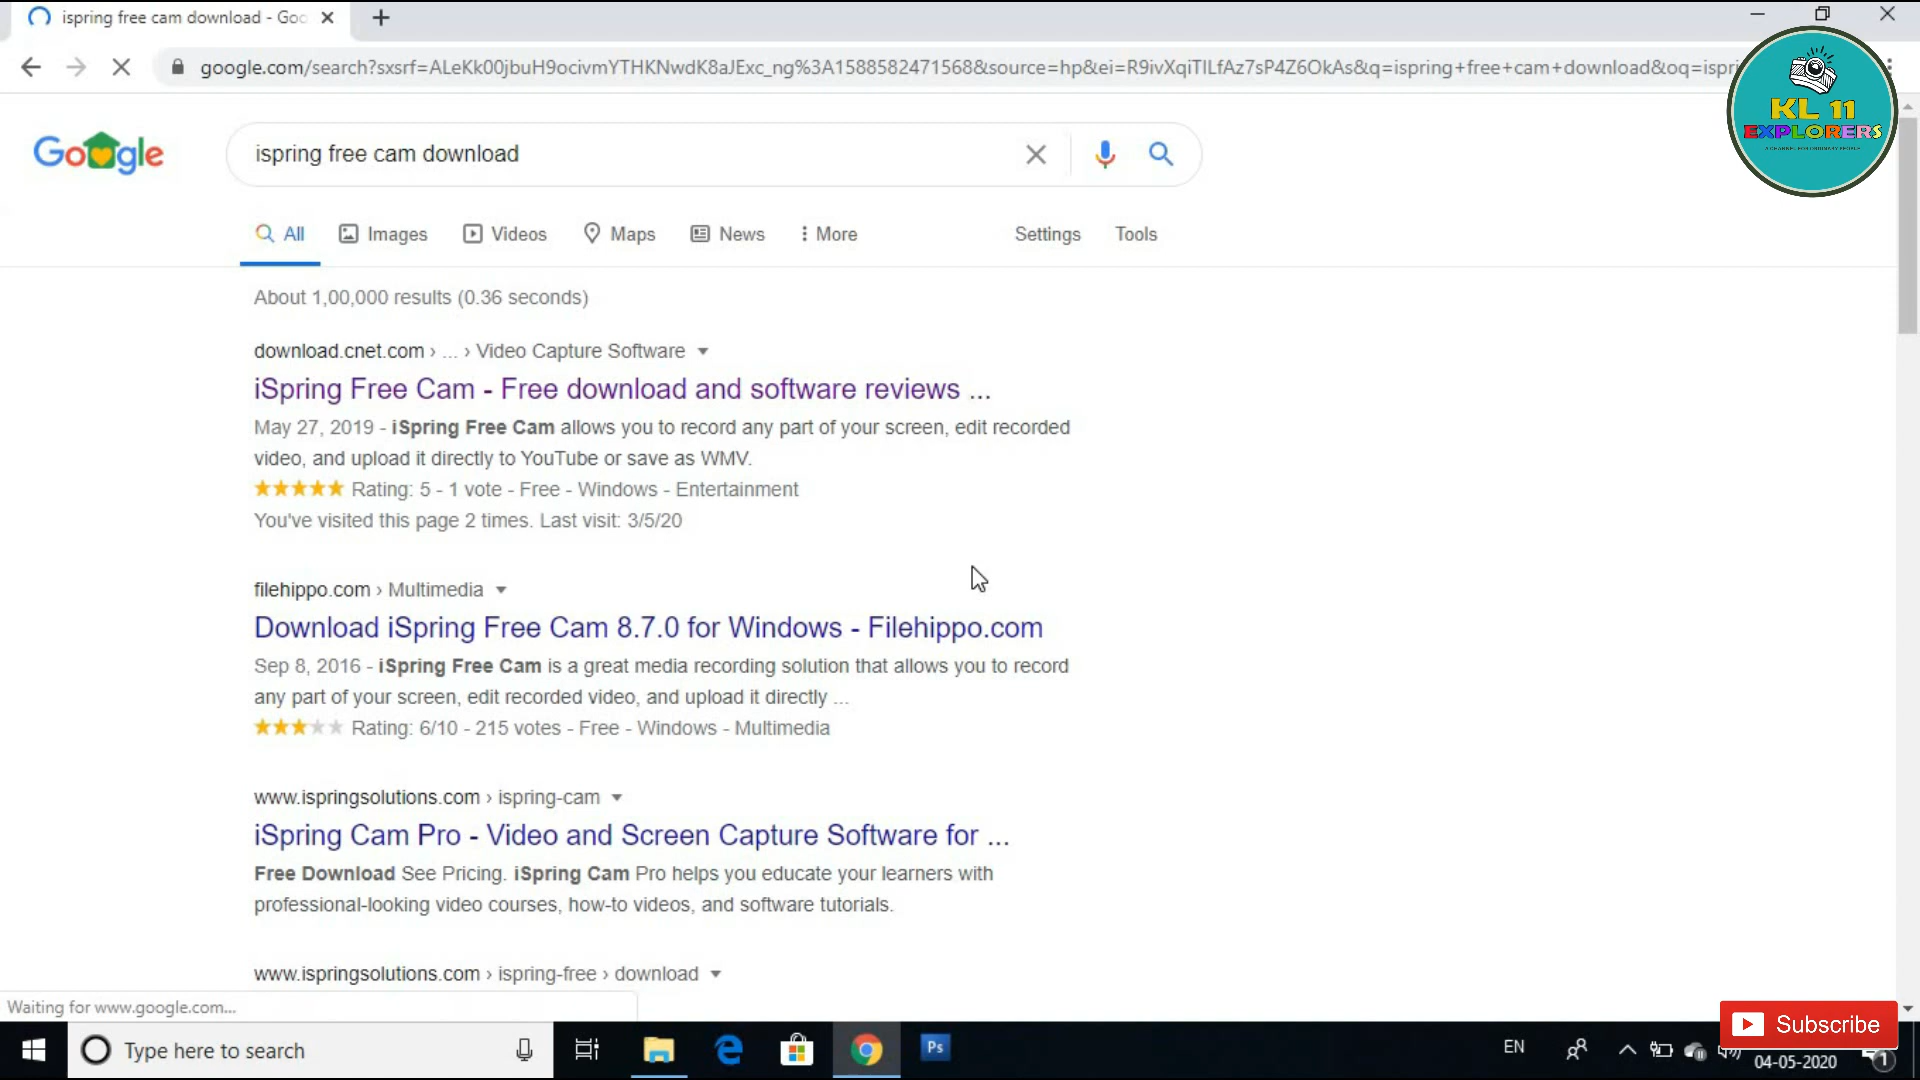 ispring free cam download - Goo
google.com/search?sxsrf=ALeKk00jbuH9ocivmYTHKNwdK8aJExc_ng%3A1588582471568&source=hp&ei=R9ivXqiTILfAz7sP4Z6OkAs&q=ispring+free+cam+download&oq=ispri
KL 11
EXPLORERS
Google
ispring free cam download
All Images Videos Maps News More Settings Tools
About 1,00,000 results (0.36 seconds)
download.cnet.com › ... › Video Capture Software
iSpring Free Cam - Free download and software reviews ...
May 27, 2019 - iSpring Free Cam allows you to record any part of your screen, edit recorded
video, and upload it directly to YouTube or save as WMV.
Rating: 5 - 1 vote - Free - Windows - Entertainment
You've visited this page 2 times. Last visit: 3/5/20
filehippo.com › Multimedia
Download iSpring Free Cam 8.7.0 for Windows - Filehippo.com
Sep 8, 2016 - iSpring Free Cam is a great media recording solution that allows you to record
any part of your screen, edit recorded video, and upload it directly ...
Rating: 6/10 - 215 votes - Free - Windows - Multimedia
www.ispringsolutions.com › ispring-cam
iSpring Cam Pro - Video and Screen Capture Software for ...
Free Download See Pricing. iSpring Cam Pro helps you educate your learners with
professional-looking video courses, how-to videos, and software tutorials.
www.ispringsolutions.com › ispring-free › download
Waiting for www.google.com...
Subscribe
Type here to search
Ps
EN
04-05-2020
1